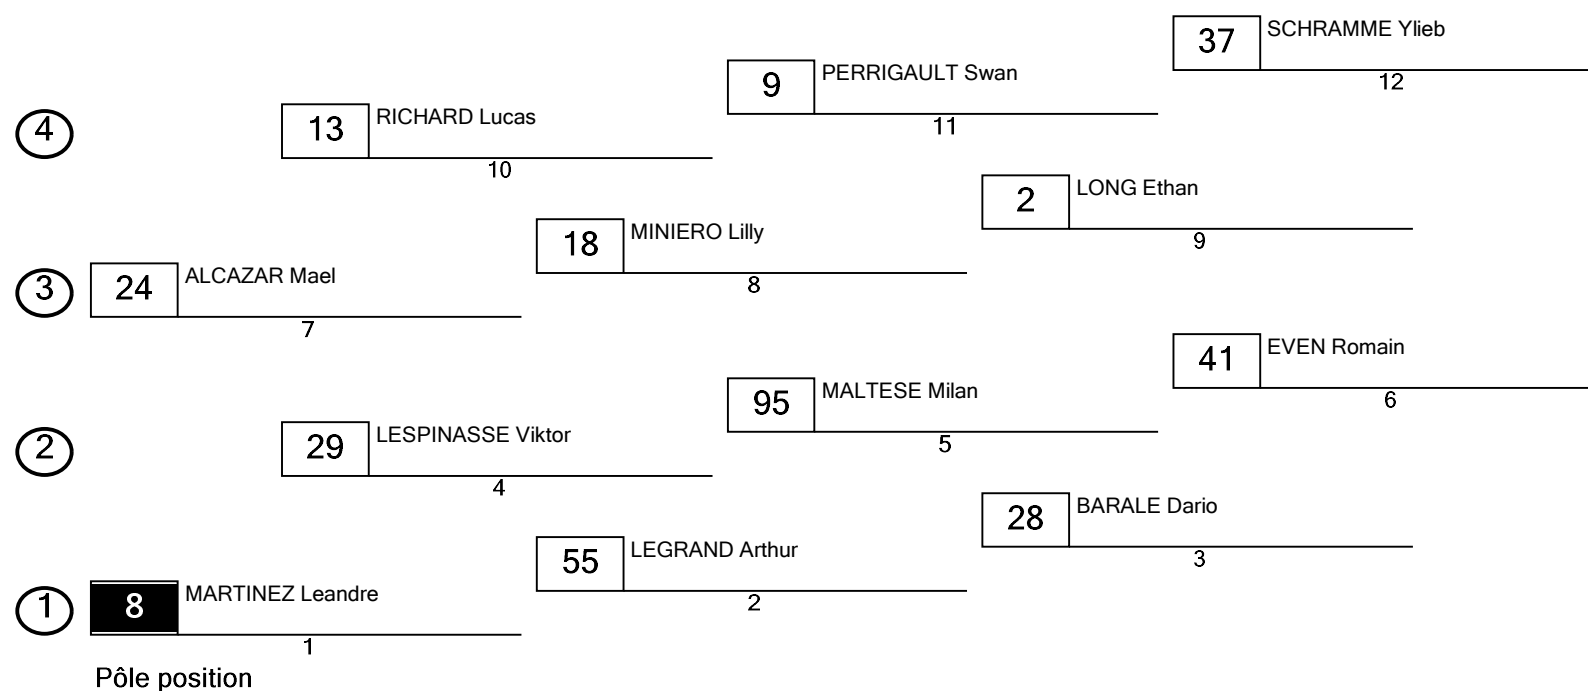 37 SCHRAMME Ylieb
12
9 PERRIGAULT Swan
11
4
13 RICHARD Lucas
10
2 LONG Ethan
9
18 MINIERO Lilly
8
3
24 ALCAZAR Mael
7
41 EVEN Romain
6
95 MALTESE Milan
5
2
29 LESPINASSE Viktor
4
28 BARALE Dario
3
55 LEGRAND Arthur
2
1
8 MARTINEZ Leandre
1
Pôle position